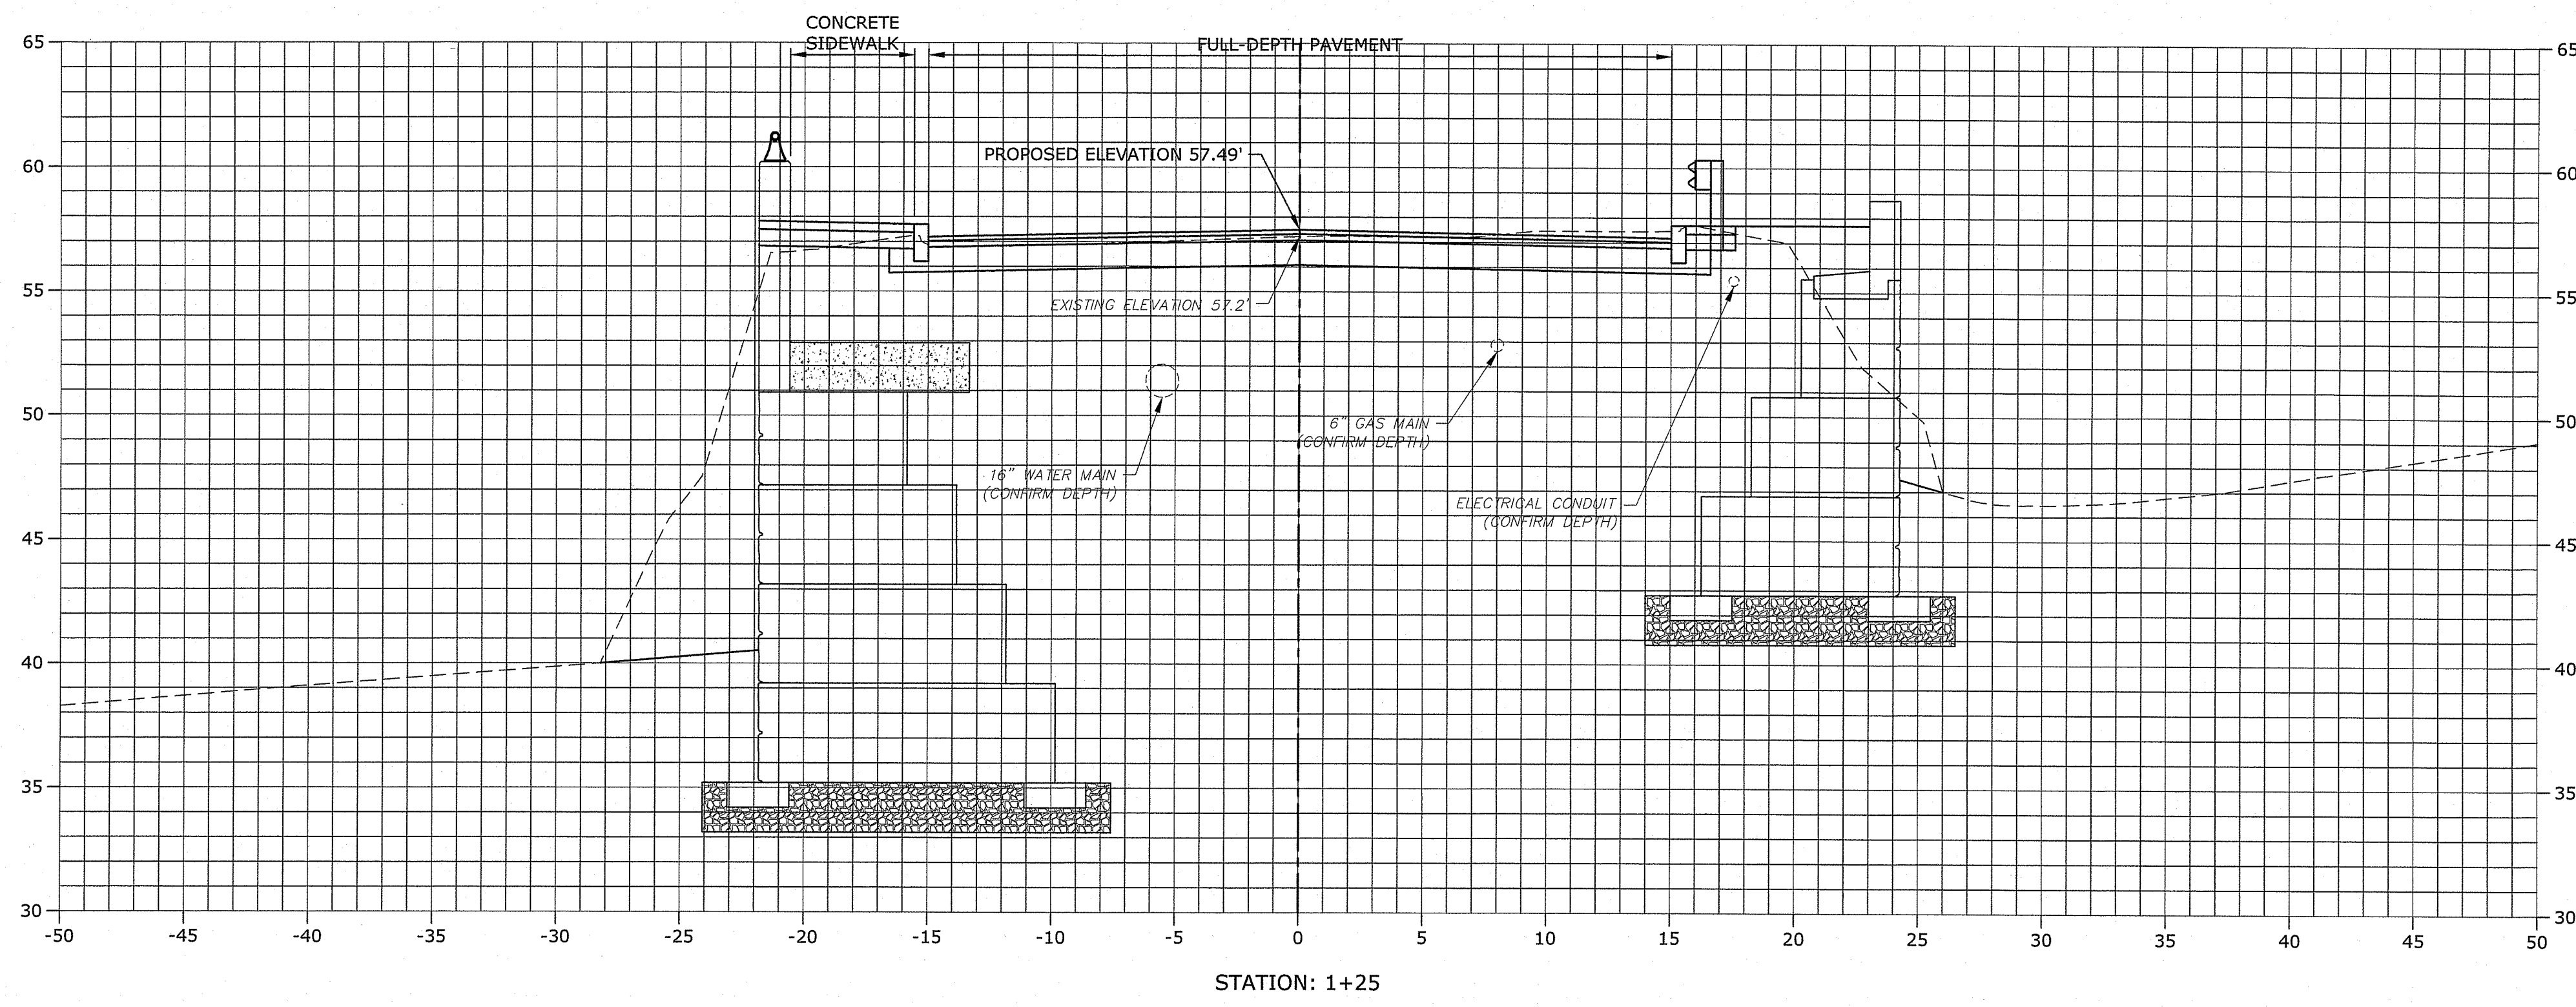 CONCRETE
SIDEWALK
FULL-DEPTH PAVEMENT
65
65
60
60
PROPOSED ELEVATION 57.49'
EXISTING ELEVATION 57.2'
55
55
50
50
6" GAS MAIN
(CONFIRM DEPTH)
16" WATER MAIN
(CONFIRM DEPTH)
ELECTRICAL CONDUIT
(CONFIRM DEPTH)
45
45
40
40
35
35
30
30
-50 -45 -40 -35 -30 -25 -20 -15 -10 -5 0 5 10 15 20 25 30 35 40 45 50
STATION: 1+25